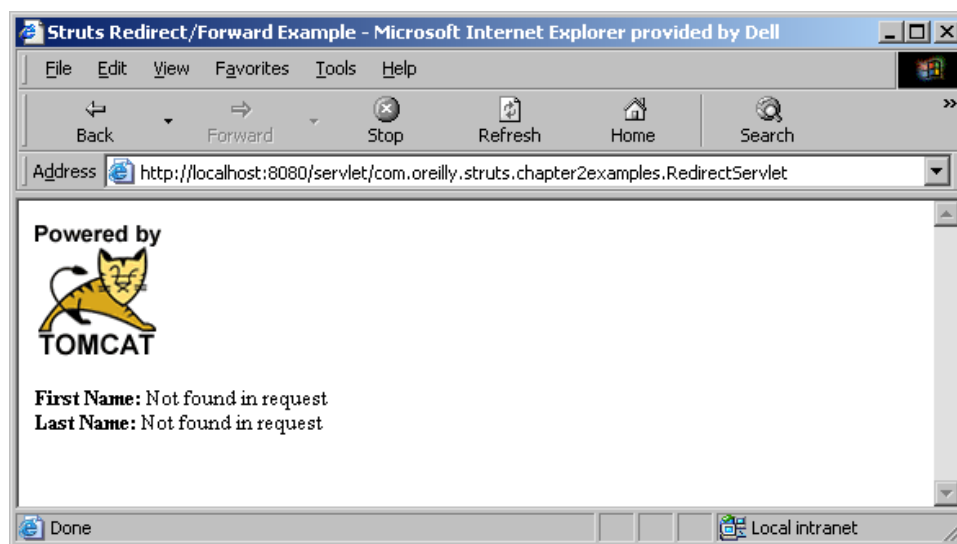 Struts Redirect/Forward Example - Microsoft Internet Explorer provided by Dell
File Edit View Favorites Tools Help
Back Forward Stop Refresh Home Search »
Address http://localhost:8080/servlet/com.oreilly.struts.chapter2examples.RedirectServlet
Powered by
TOMCAT
First Name: Not found in request
Last Name: Not found in request
Done Local intranet